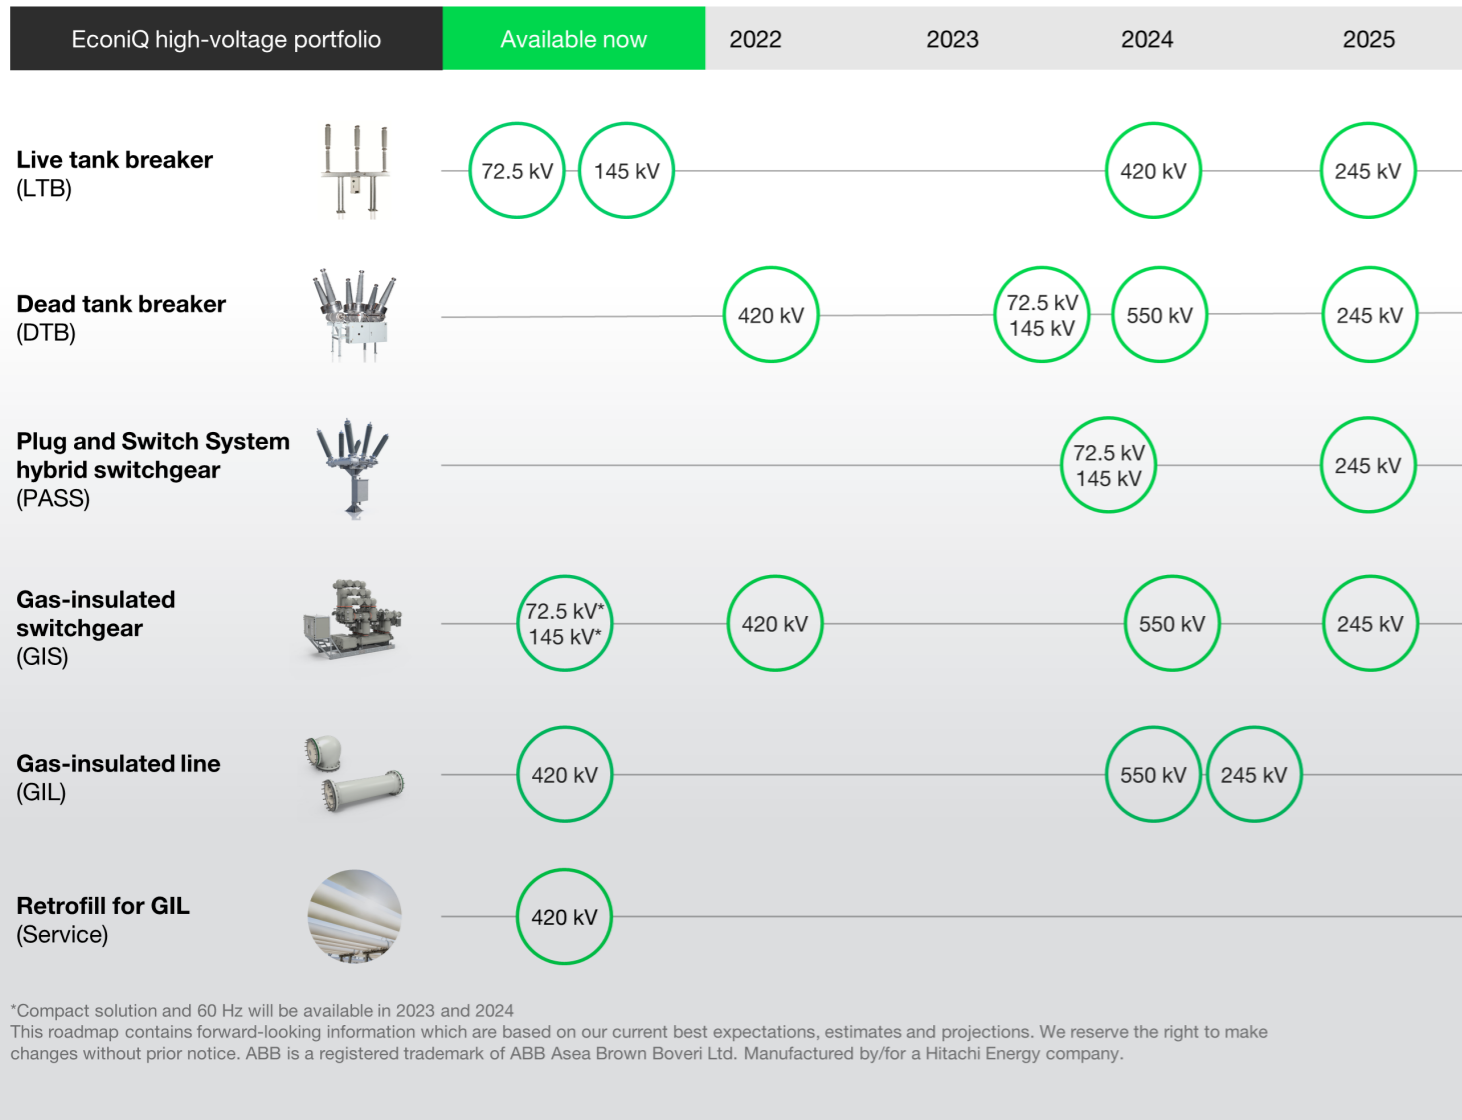 EconiQ high-voltage portfolio
Available now
2022
2023
2024
2025
Live tank breaker
(LTB)
72.5 kV
145 kV
420 kV
245 kV
Dead tank breaker
(DTB)
420 kV
72.5 kV
145 kV
550 kV
245 kV
Plug and Switch System
hybrid switchgear
(PASS)
72.5 kV
145 kV
245 kV
Gas-insulated
switchgear
(GIS)
72.5 kV*
145 kV*
420 kV
550 kV
245 kV
Gas-insulated line
(GIL)
420 kV
550 kV
245 kV
Retrofill for GIL
(Service)
420 kV
*Compact solution and 60 Hz will be available in 2023 and 2024
This roadmap contains forward-looking information which are based on our current best expectations, estimates and projections. We reserve the right to make
changes without prior notice. ABB is a registered trademark of ABB Asea Brown Boveri Ltd. Manufactured by/for a Hitachi Energy company.